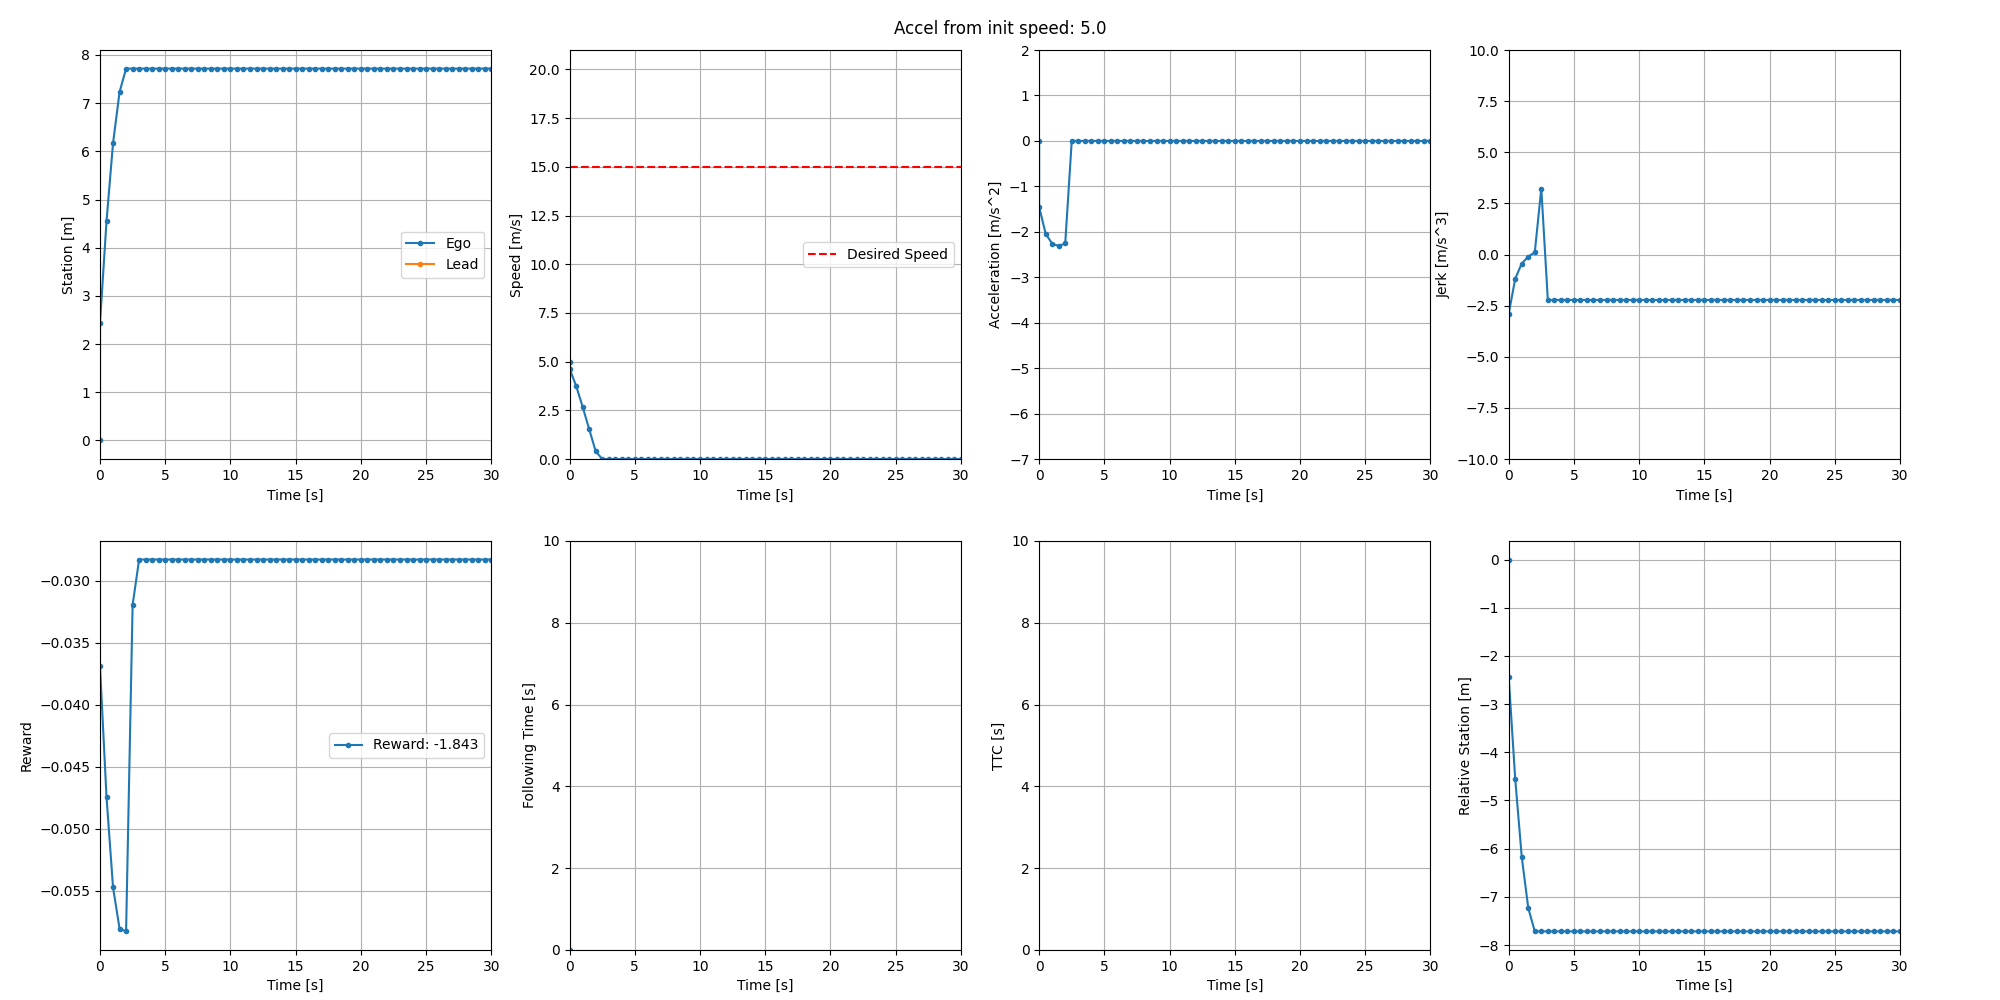 Accel from init speed: 5.0
8
7
6
5
4
3
2
1
0
Station [m]
Ego
Lead
0 5 10 15 20 25 30
Time [s]
20.0
17.5
15.0
12.5
10.0
7.5
5.0
2.5
0.0
Speed [m/s]
Desired Speed
0 5 10 15 20 25 30
Time [s]
2
1
0
−1
−2
−3
−4
−5
−6
−7
Acceleration [m/s^2]
0 5 10 15 20 25 30
Time [s]
10.0
7.5
5.0
2.5
0.0
−2.5
−5.0
−7.5
−10.0
Jerk [m/s^3]
0 5 10 15 20 25 30
Time [s]
−0.030
−0.035
−0.040
−0.045
−0.050
−0.055
Reward
Reward: -1.843
0 5 10 15 20 25 30
Time [s]
10
8
6
4
2
0
Following Time [s]
0 5 10 15 20 25 30
Time [s]
10
8
6
4
2
0
TTC [s]
0 5 10 15 20 25 30
Time [s]
0
−1
−2
−3
−4
−5
−6
−7
−8
Relative Station [m]
0 5 10 15 20 25 30
Time [s]